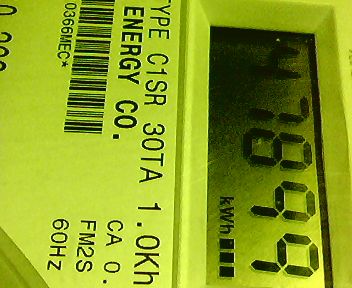 47899
kWh
TYPE C1SR 30TA 1.0Kh
ENERGY CO.
CA 0.
FM2S
60HZ
0366MEC*